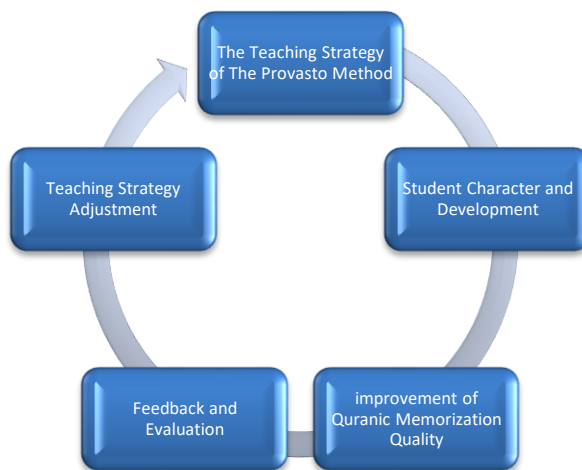 The Teaching Strategy
of The Provasto Method
Student Character and
Development
improvement of
Quranic Memorization
Quality
Feedback and
Evaluation
Teaching Strategy
Adjustment